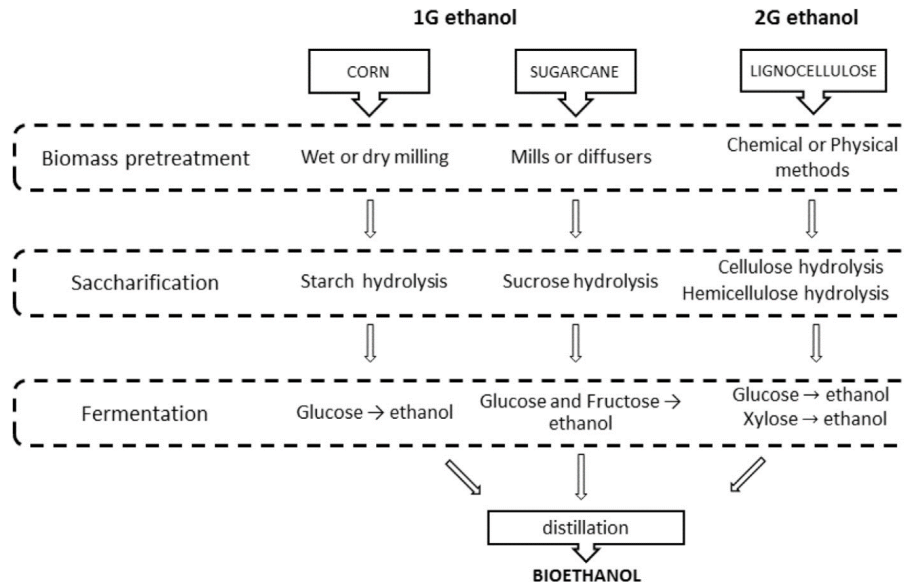 1G ethanol
2G ethanol
CORN
SUGARCANE
LIGNOCELLULOSE
Biomass pretreatment
Wet or dry milling
Mills or diffusers
Chemical or Physical
methods
Saccharification
Starch hydrolysis
Sucrose hydrolysis
Cellulose hydrolysis
Hemicellulose hydrolysis
Fermentation
Glucose → ethanol
Glucose and Fructose →
ethanol
Glucose → ethanol
Xylose → ethanol
distillation
BIOETHANOL